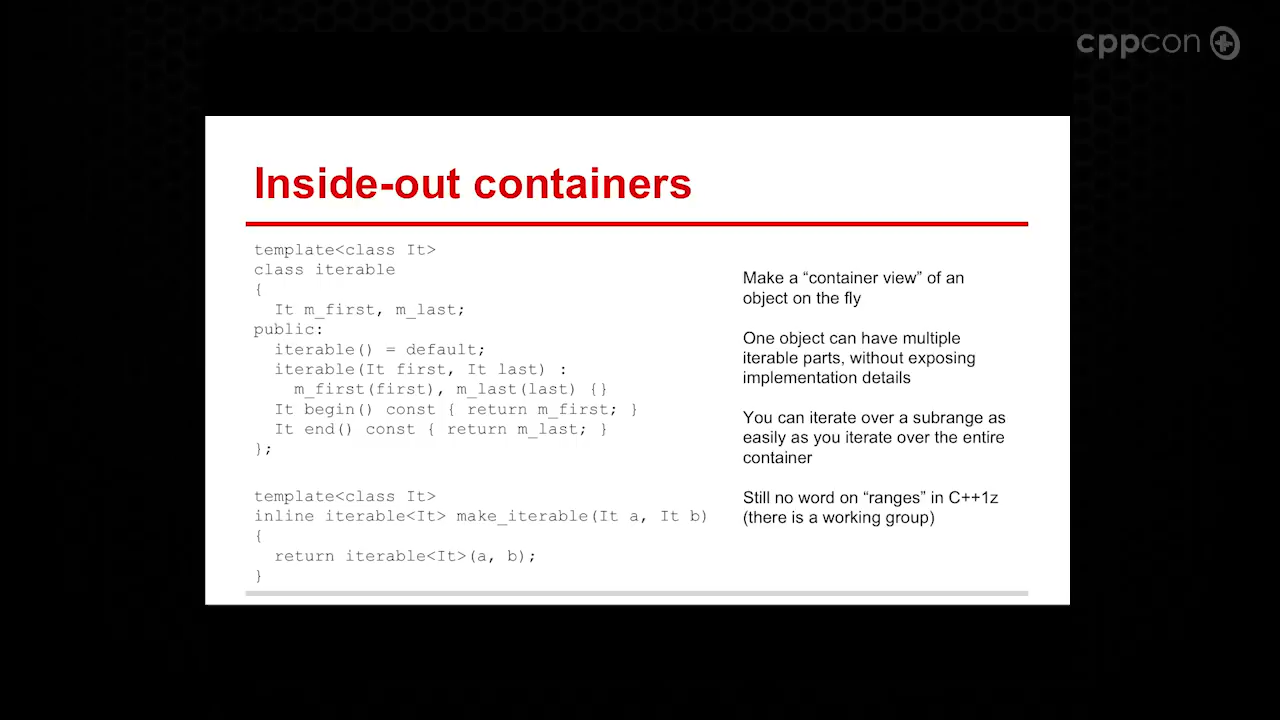 cppcon
Inside-out containers
template<class It>
class iterable
{
  It m_first, m_last;
public:
  iterable() = default;
  iterable(It first, It last) :
    m_first(first), m_last(last) {}
  It begin() const { return m_first; }
  It end() const { return m_last; }
};
template<class It>
inline iterable<It> make_iterable(It a, It b)
{
  return iterable<It>(a, b);
}
Make a “container view” of an
object on the fly
One object can have multiple
iterable parts, without exposing
implementation details
You can iterate over a subrange as
easily as you iterate over the entire
container
Still no word on “ranges” in C++1z
(there is a working group)